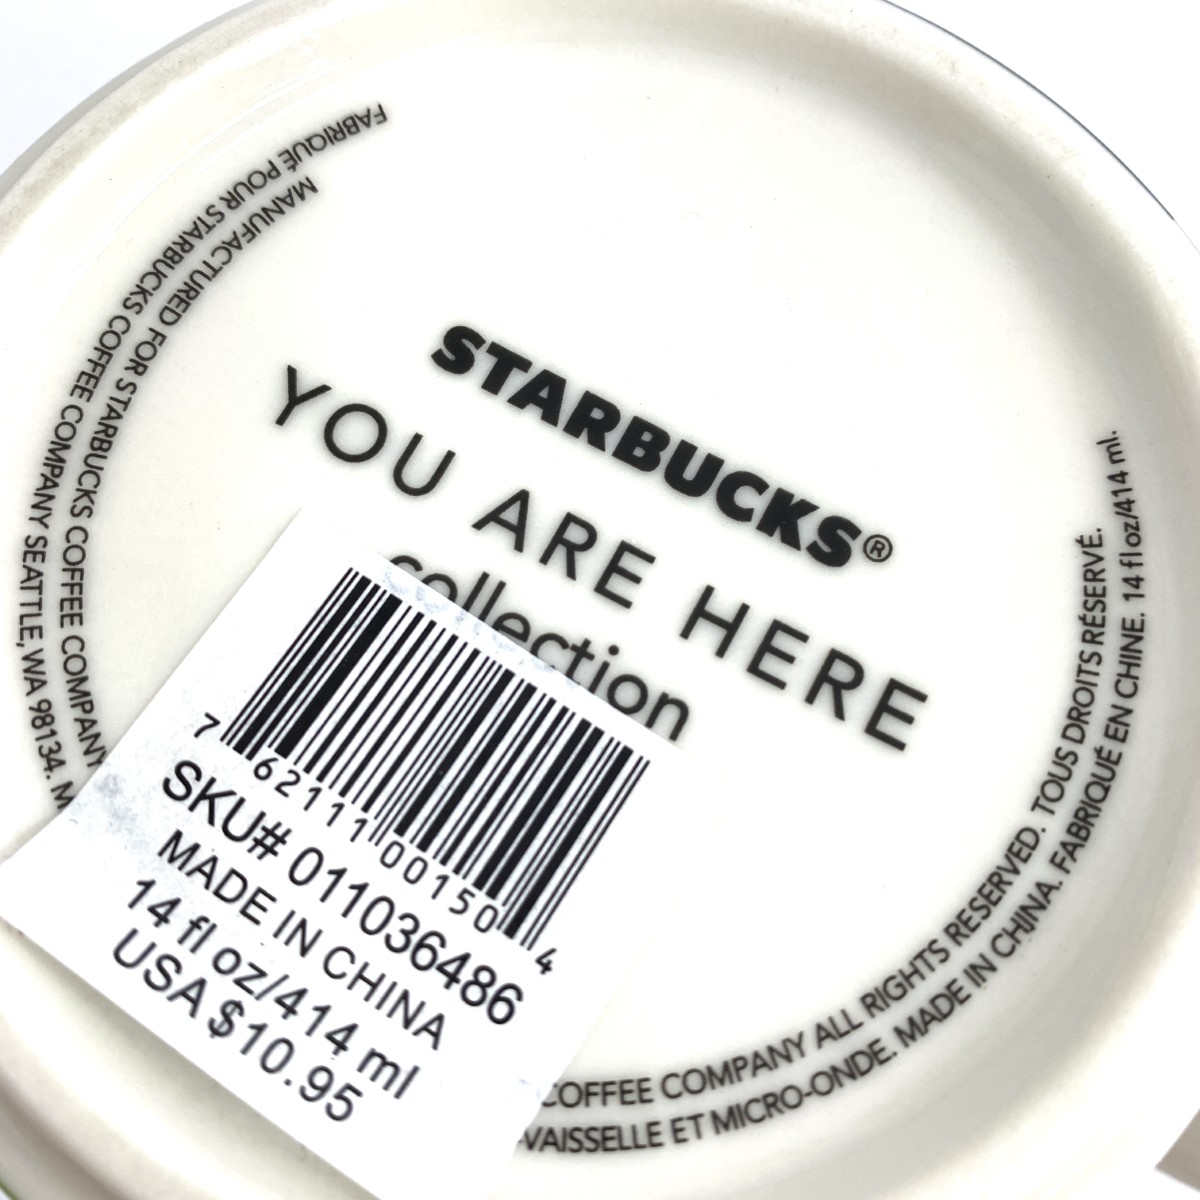 STARBUCKS®
YOU ARE HERE
collection
7 62111 00150 4
SKU# 011036486
MADE IN CHINA
14 fl oz/414 ml
USA $10.95
MANUFACTURED FOR STARBUCKS COFFEE COMPANY
COFFEE COMPANY ALL RIGHTS RESERVED. TOUS DROITS RÉSERVÉ.
FABRIQUÉ POUR STARBUCKS COFFEE COMPANY SEATTLE, WA 98134.
-VAISSELLE ET MICRO-ONDE. MADE IN CHINA. FABRIQUÉ EN CHINE. 14 fl oz/414 ml.